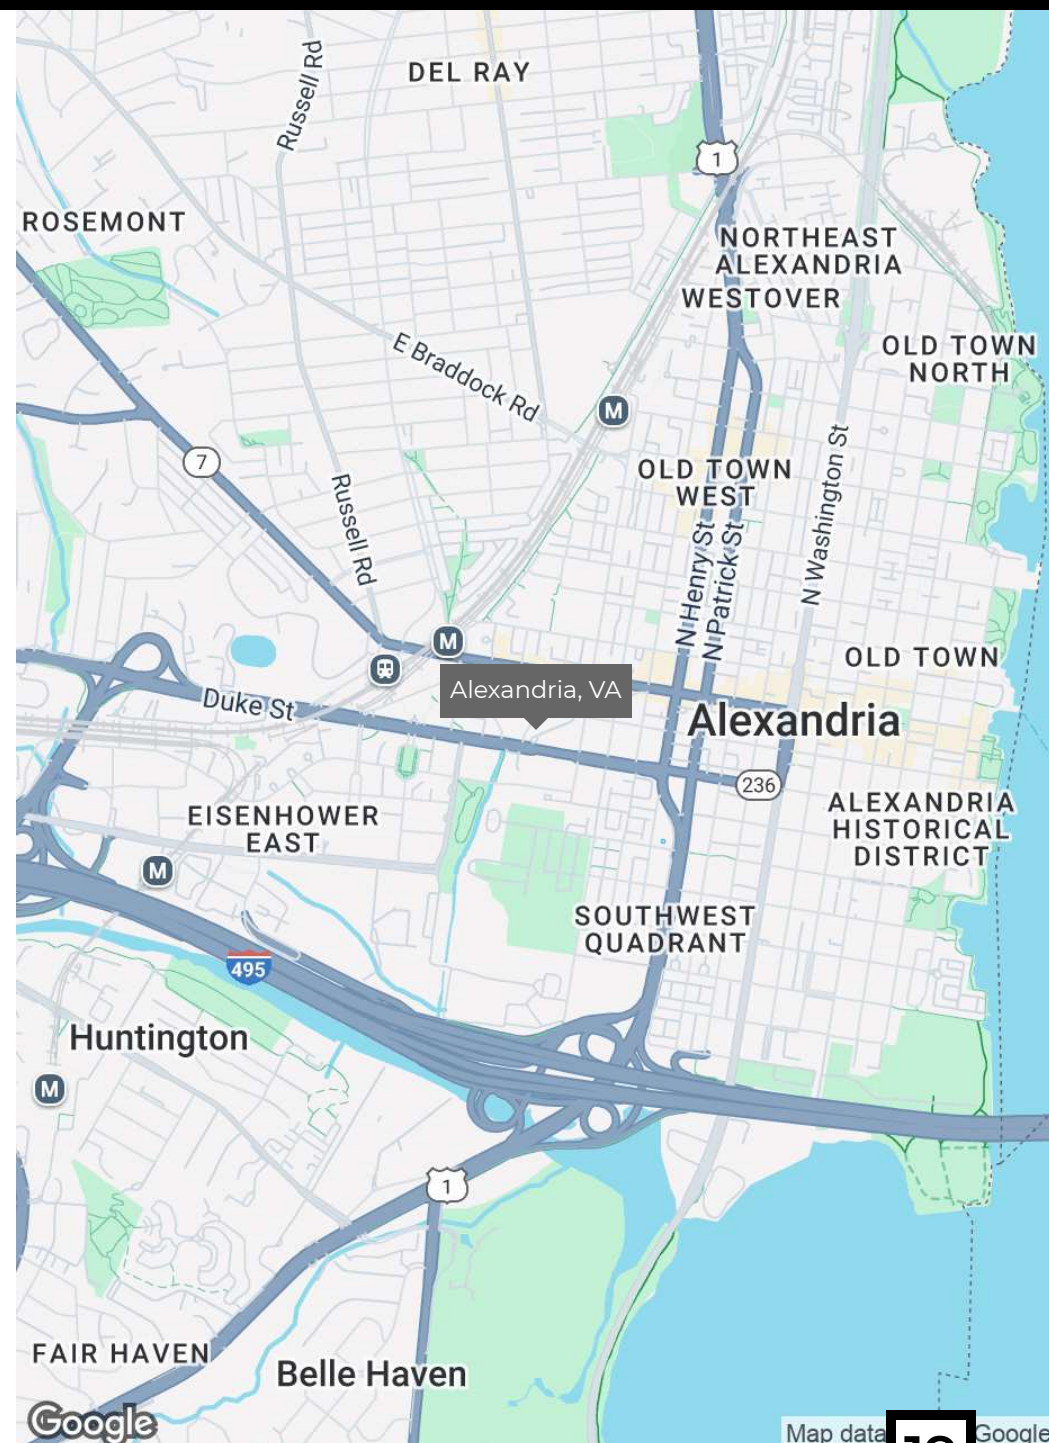 DEL RAY
Russell Rd
1
ROSEMONT
NORTHEAST
ALEXANDRIA
WESTOVER
E Braddock Rd
OLD TOWN
NORTH
M
7
OLD TOWN
WEST
N Washington St
Russell Rd
N Henry St
N Patrick St
M
OLD TOWN
Alexandria, VA
Duke St
Alexandria
236
EISENHOWER
EAST
ALEXANDRIA
HISTORICAL
DISTRICT
M
SOUTHWEST
QUADRANT
495
Huntington
M
1
FAIR HAVEN
Belle Haven
Google
Map data
Google